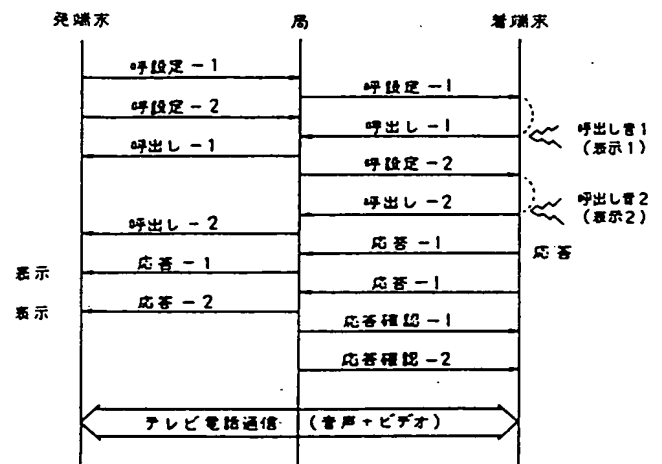 発端末 局 着端末
呼設定-1
呼設定-1
呼設定-2
呼出し-1
呼出し音1
(表示1)
呼出し-1
呼設定-2
呼出し-2
呼出し音2
(表示2)
呼出し-2
応答-1
応答
応答-1
表示
応答-1
応答-2
表示
応答確認-1
応答確認-2
テレビ電話通信 (音声+ビデオ)